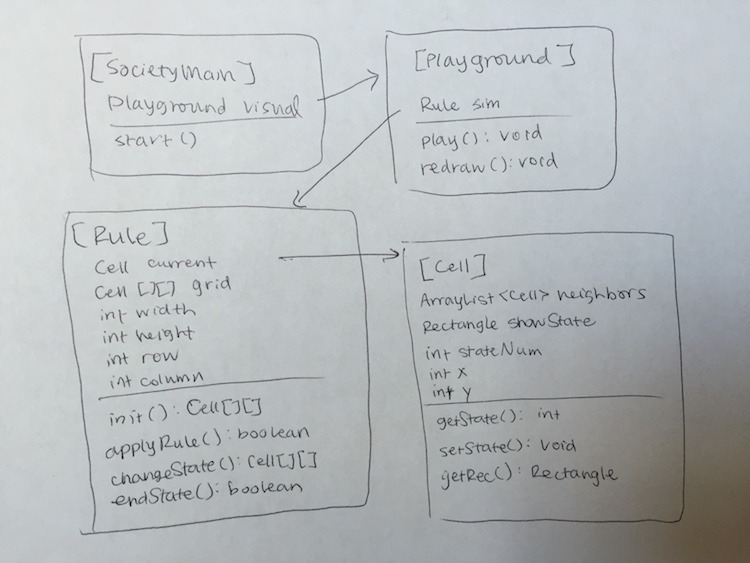 [SocietyMain]
Playground visual
start()
[Playground]
Rule sim
play(): void
redraw(): void
[Rule]
Cell current
Cell [][] grid
int width
int height
int row
int column
init(): Cell[][]
applyRule(): boolean
changeState(): Cell[][]
endState(): boolean
[Cell]
ArrayList<Cell> neighbors
Rectangle showState
int stateNum
int x
int y
getState(): int
setState(): void
getRec(): Rectangle